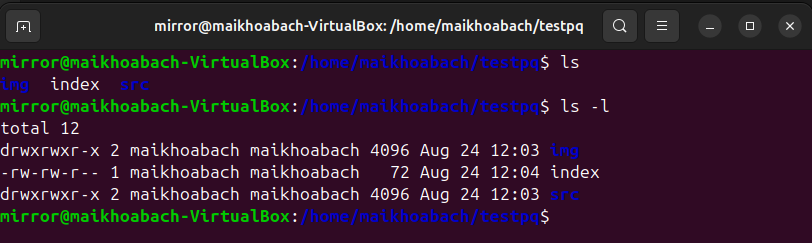 mirror@maikhoabach-VirtualBox: /home/maikhoabach/testpq
mirror@maikhoabach-VirtualBox:/home/maikhoabach/testpq$ ls
img  index  src
mirror@maikhoabach-VirtualBox:/home/maikhoabach/testpq$ ls -l
total 12
drwxrwxr-x 2 maikhoabach maikhoabach 4096 Aug 24 12:03 img
-rw-rw-r-- 1 maikhoabach maikhoabach   72 Aug 24 12:04 index
drwxrwxr-x 2 maikhoabach maikhoabach 4096 Aug 24 12:03 src
mirror@maikhoabach-VirtualBox:/home/maikhoabach/testpq$